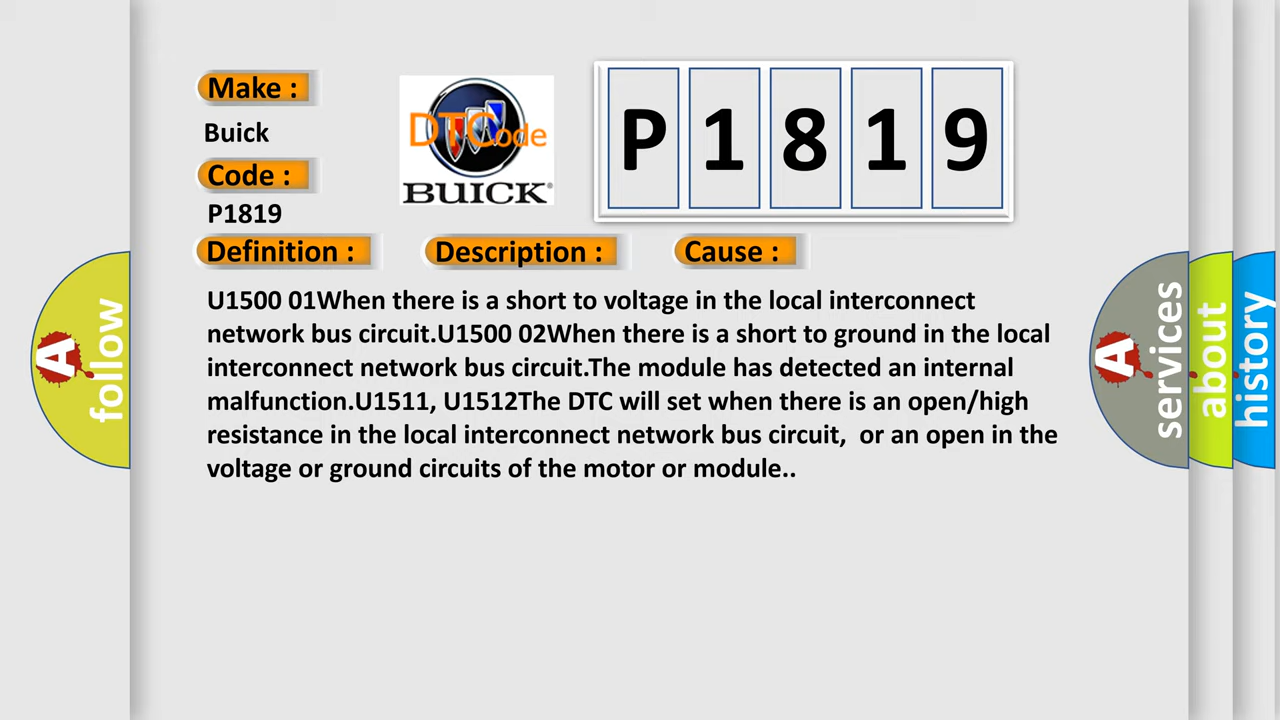 Make :
Buick
Code :
P1819
DTCode
BUICK
P1819
Definition :
Description :
Cause :
U1500 01When there is a short to voltage in the local interconnect
network bus circuit.U1500 02When there is a short to ground in the local
interconnect network bus circuit.The module has detected an internal
malfunction.U1511, U1512The DTC will set when there is an open/high
resistance in the local interconnect network bus circuit, or an open in the
voltage or ground circuits of the motor or module..
A follow
A services
about
history